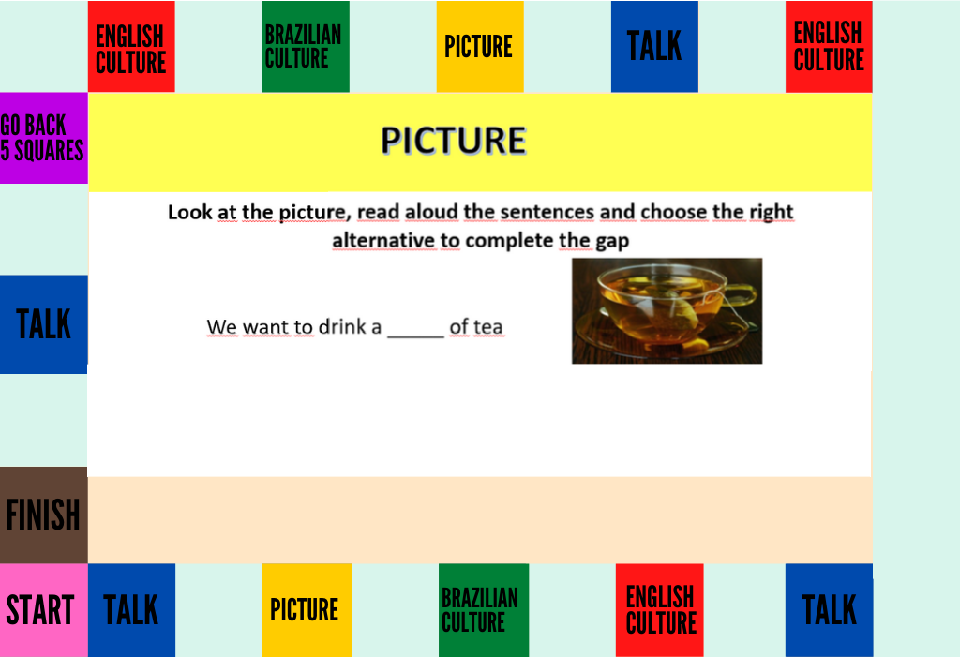 ENGLISH
CULTURE
BRAZILIAN
CULTURE
PICTURE
TALK
ENGLISH
CULTURE
GO BACK
5 SQUARES
PICTURE
Look at the picture, read aloud the sentences and choose the right
alternative to complete the gap
We want to drink a _____ of tea
TALK
FINISH
START
TALK
PICTURE
BRAZILIAN
CULTURE
ENGLISH
CULTURE
TALK